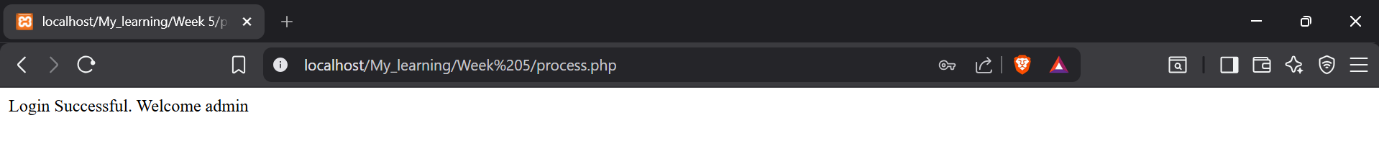 localhost/My_learning/Week 5/p
localhost/My_learning/Week%205/process.php
Login Successful. Welcome admin